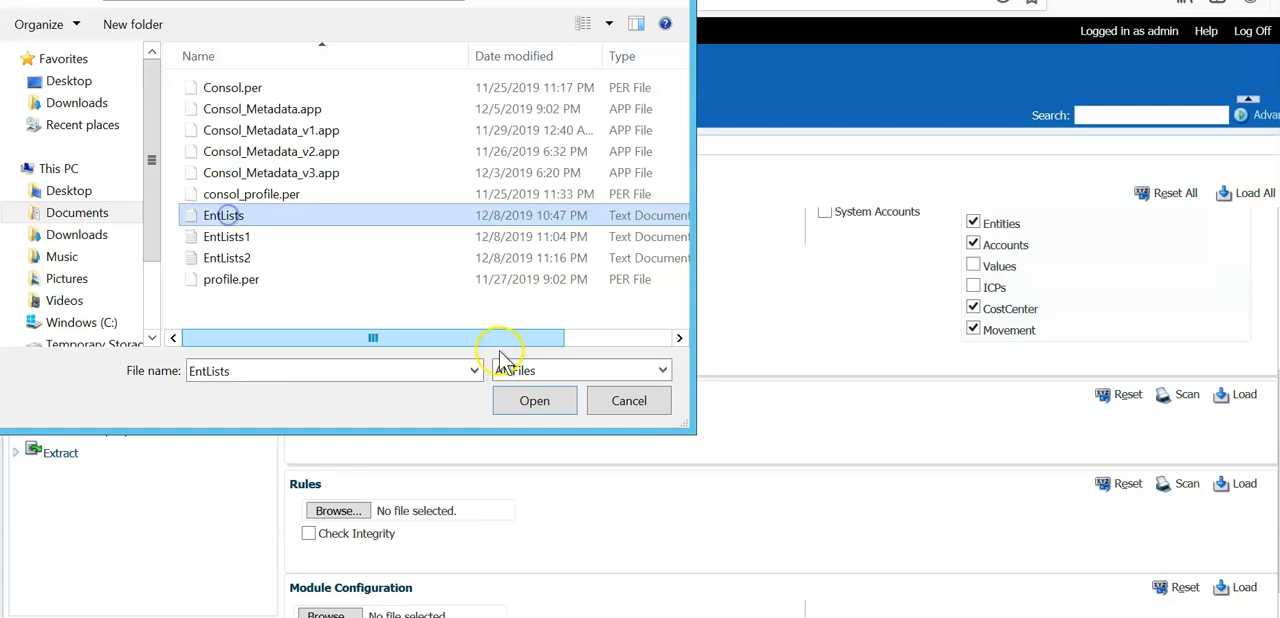 Organize
New folder
Logged in as admin
Help
Log Off
Name
Date modified
Type
Favorites
Desktop
Downloads
Recent places
This PC
Desktop
Documents
Downloads
Music
Pictures
Videos
Windows (C:)
Consol.per 11/25/2019 11:17 PM PER File
Consol_Metadata.app 12/5/2019 9:02 PM APP File
Consol_Metadata_v1.app 11/29/2019 12:40 A... APP File
Consol_Metadata_v2.app 11/26/2019 6:32 PM APP File
Consol_Metadata_v3.app 12/3/2019 6:20 PM APP File
consol_profile.per 11/25/2019 11:33 PM PER File
EntLists 12/8/2019 10:47 PM Text Document
EntLists1 12/8/2019 11:04 PM Text Document
EntLists2 12/8/2019 11:16 PM Text Document
profile.per 11/27/2019 9:02 PM PER File
File name: EntLists
Files
Open
Cancel
Search:
Reset All
Load All
System Accounts
Entities
Accounts
Values
ICPs
CostCenter
Movement
Reset
Scan
Load
Extract
Rules
Reset
Scan
Load
Browse... No file selected.
Check Integrity
Module Configuration
Reset
Load
Browse... No file selected.